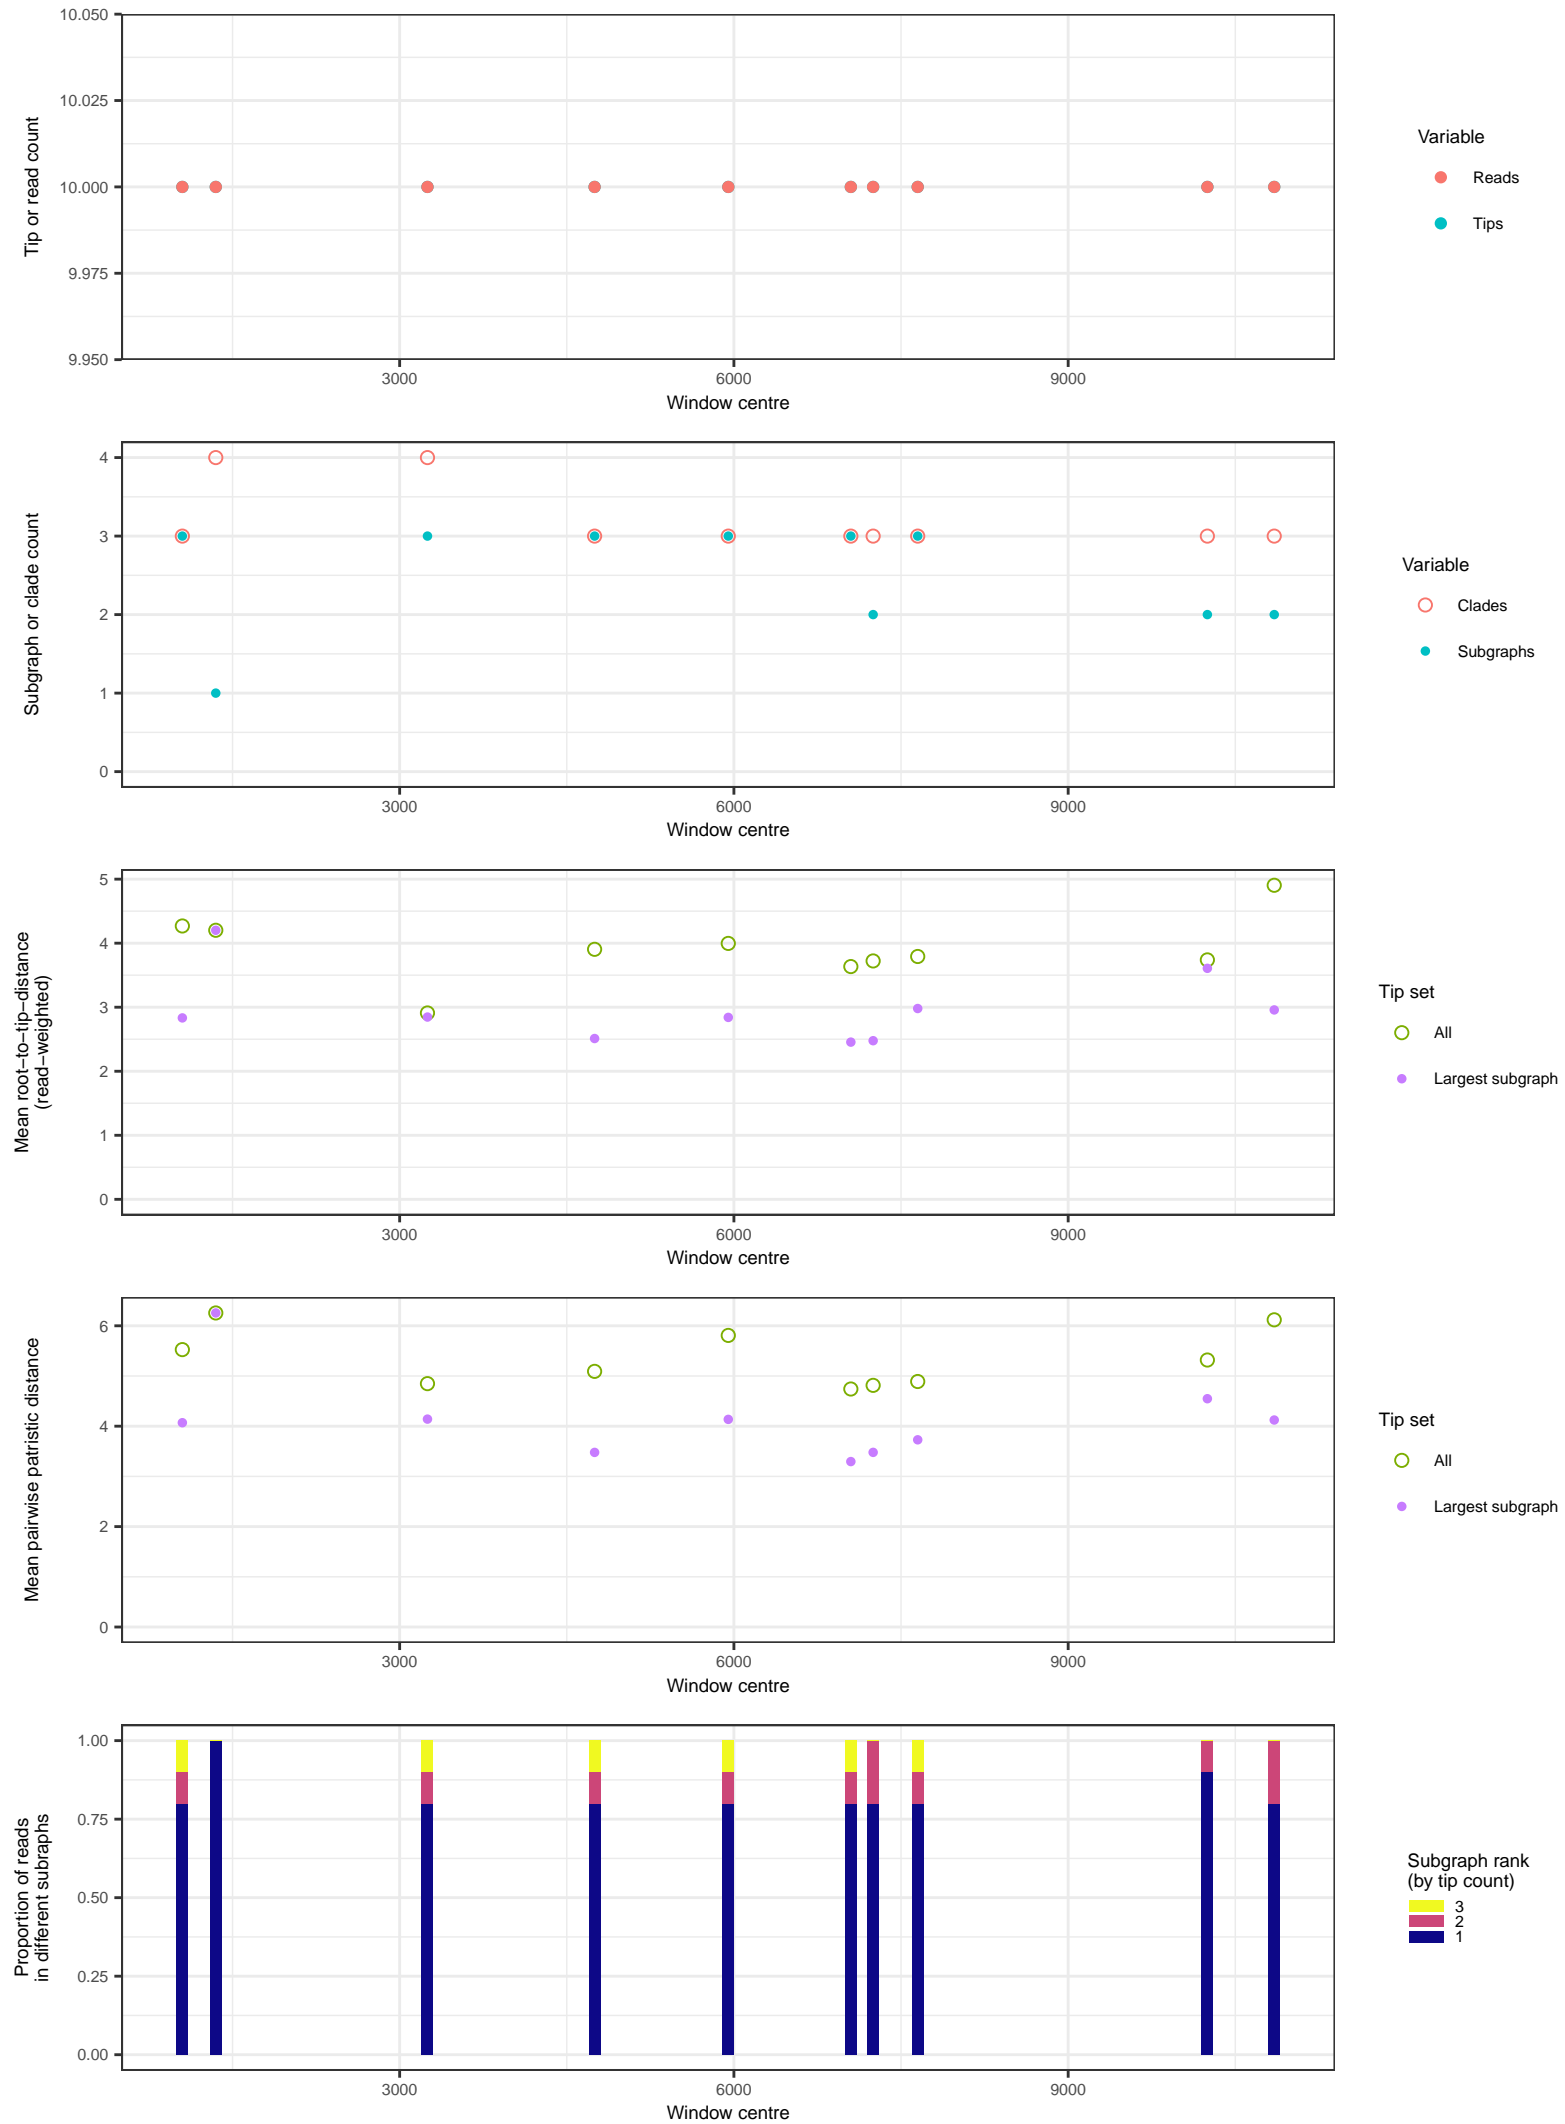 10.050
10.025
10.000
9.975
9.950
Tip or read count
3000 6000 9000
Window centre
Variable
Reads
Tips
4
3
2
1
0
Subgraph or clade count
3000 6000 9000
Window centre
Variable
Clades
Subgraphs
5
4
3
2
1
0
Mean root−to−tip−distance
(read−weighted)
3000 6000 9000
Window centre
Tip set
All
Largest subgraph
6
4
2
0
Mean pairwise patristic distance
3000 6000 9000
Window centre
Tip set
All
Largest subgraph
1.00
0.75
0.50
0.25
0.00
Proportion of reads
in different subraphs
3000 6000 9000
Window centre
Subgraph rank
(by tip count)
3
2
1